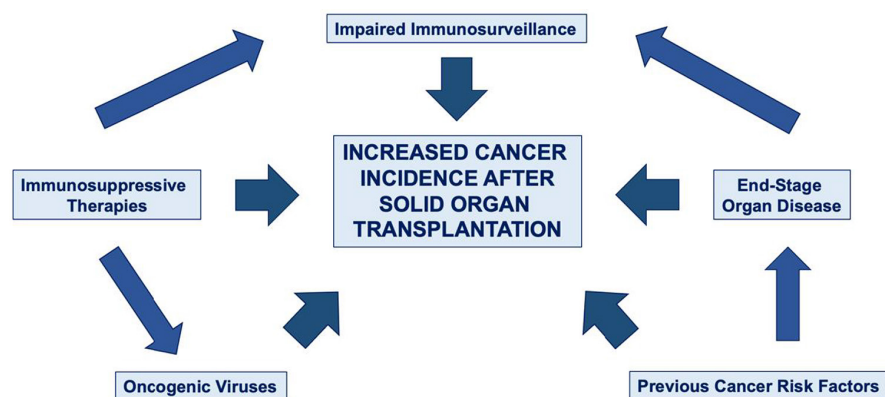 Impaired Immunosurveillance
INCREASED CANCER
INCIDENCE AFTER
SOLID ORGAN
TRANSPLANTATION
Immunosuppressive
Therapies
End-Stage
Organ Disease
Oncogenic Viruses
Previous Cancer Risk Factors